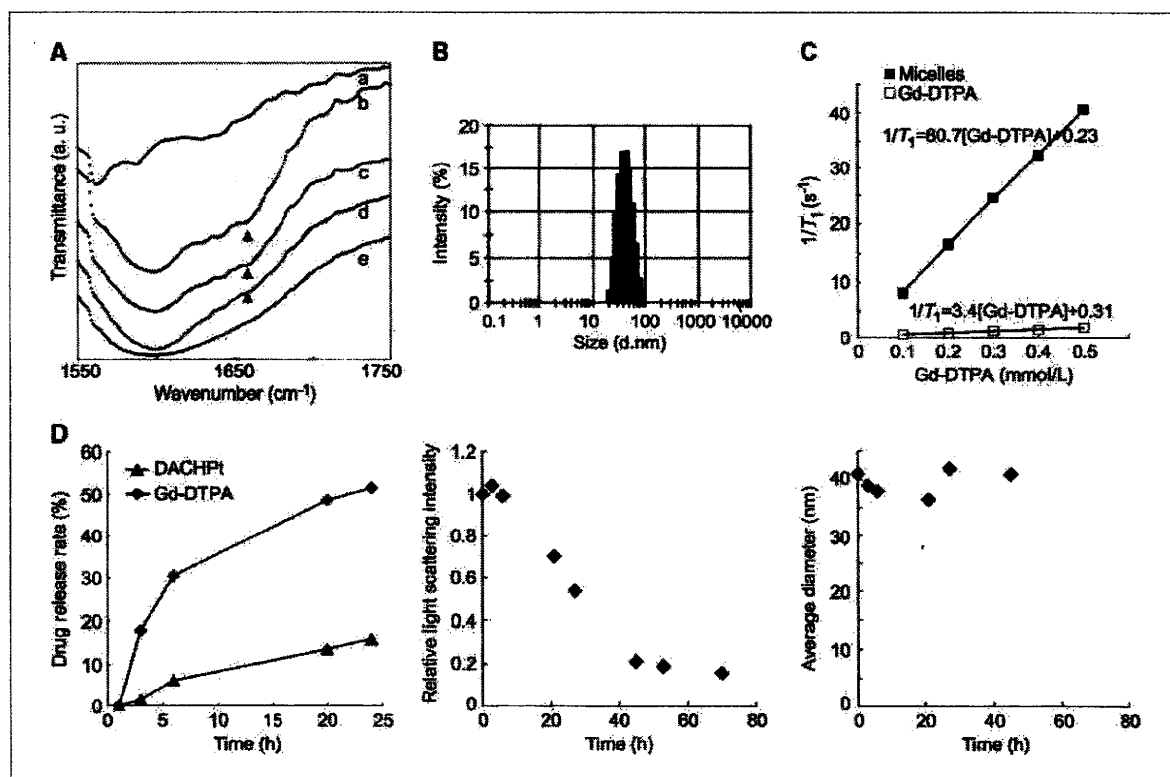 A
Transmittance (a. u.)
a
b
c
d
e
1550 1650 1750
Wavenumber (cm-1)
B
Intensity (%)
20
15
10
5
0
0.1 1 10 100 1000 10000
Size (d.nm)
C
Micelles
Gd-DTPA
1/T1=60.7[Gd-DTPA]+0.23
1/T1=3.4[Gd-DTPA]+0.31
1/T1 (s-1)
40
30
20
10
0
0 0.1 0.2 0.3 0.4 0.5
Gd-DTPA (mmol/L)
D
DACHPt
Gd-DTPA
Drug release rate (%)
60
50
40
30
20
10
0
0 5 10 15 20 25
Time (h)
Relative light scattering intensity
1.2
1
0.8
0.6
0.4
0.2
0
0 20 40 60 80
Time (h)
Average diameter (nm)
40
30
20
10
0
0 20 40 60 80
Time (h)